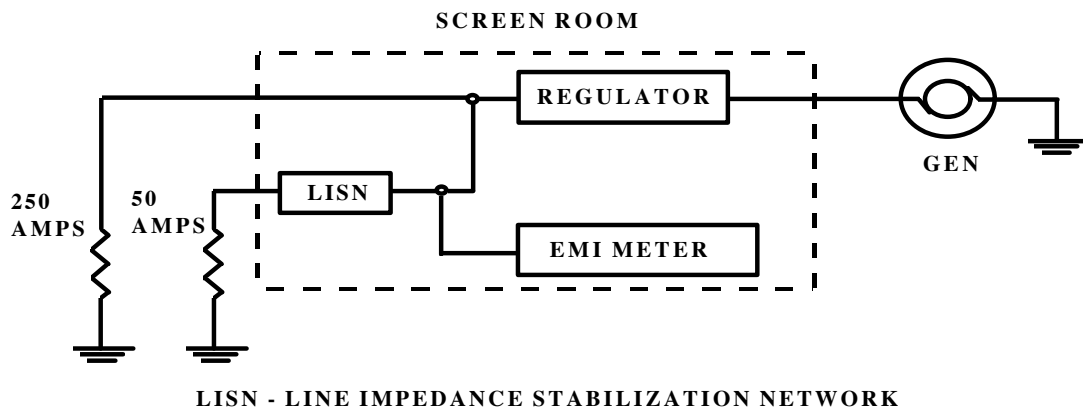 SCREEN ROOM
REGULATOR
GEN
LISN
50
AMPS
250
AMPS
EMI METER
LISN - LINE IMPEDANCE STABILIZATION NETWORK